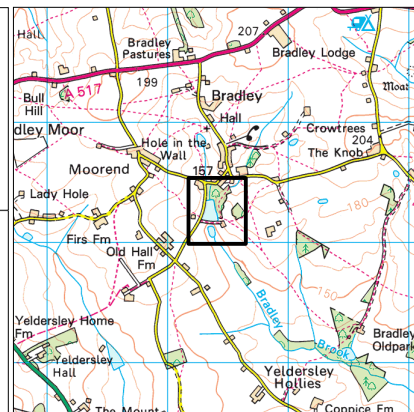 Hall
207
Bradley
Pastures
Bradley Lodge
199
A 517
Bull
Hill
Bradley
Moat
Hall
dley Moor
Crowtrees
204
Hole in the
Wall
The Knob
157
Moorend
Lady Hole
180
Firs Fm
Old Hall
Fm
150
Bradley
Brook
Yeldersley Home
Fm
Bradley
Oldpark
Yeldersley
Hall
Yeldersley
Hollies
The Mount
Coppice Fm